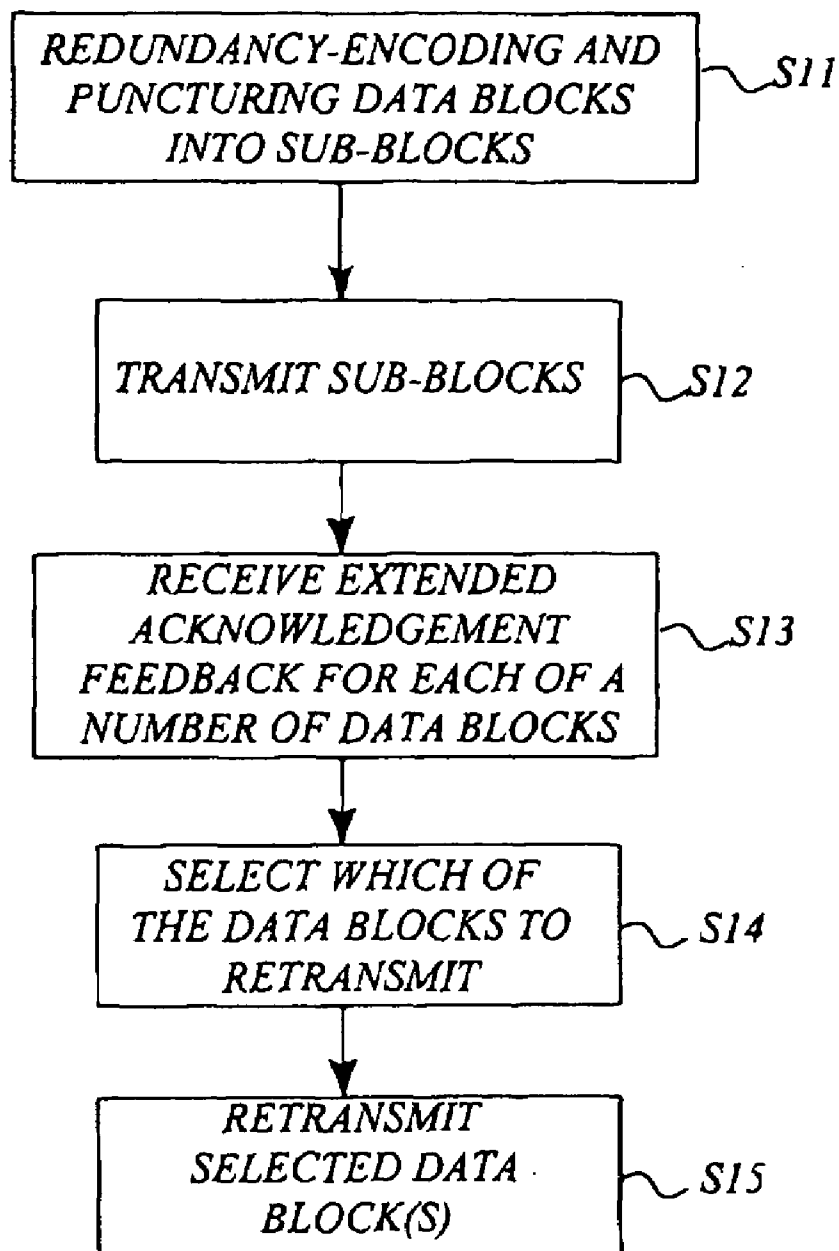 REDUNDANCY-ENCODING AND
PUNCTURING DATA BLOCKS
INTO SUB-BLOCKS
S11
TRANSMIT SUB-BLOCKS
S12
RECEIVE EXTENDED
ACKNOWLEDGEMENT
FEEDBACK FOR EACH OF A
NUMBER OF DATA BLOCKS
S13
SELECT WHICH OF
THE DATA BLOCKS TO
RETRANSMIT
S14
RETRANSMIT
SELECTED DATA
BLOCK(S)
S15